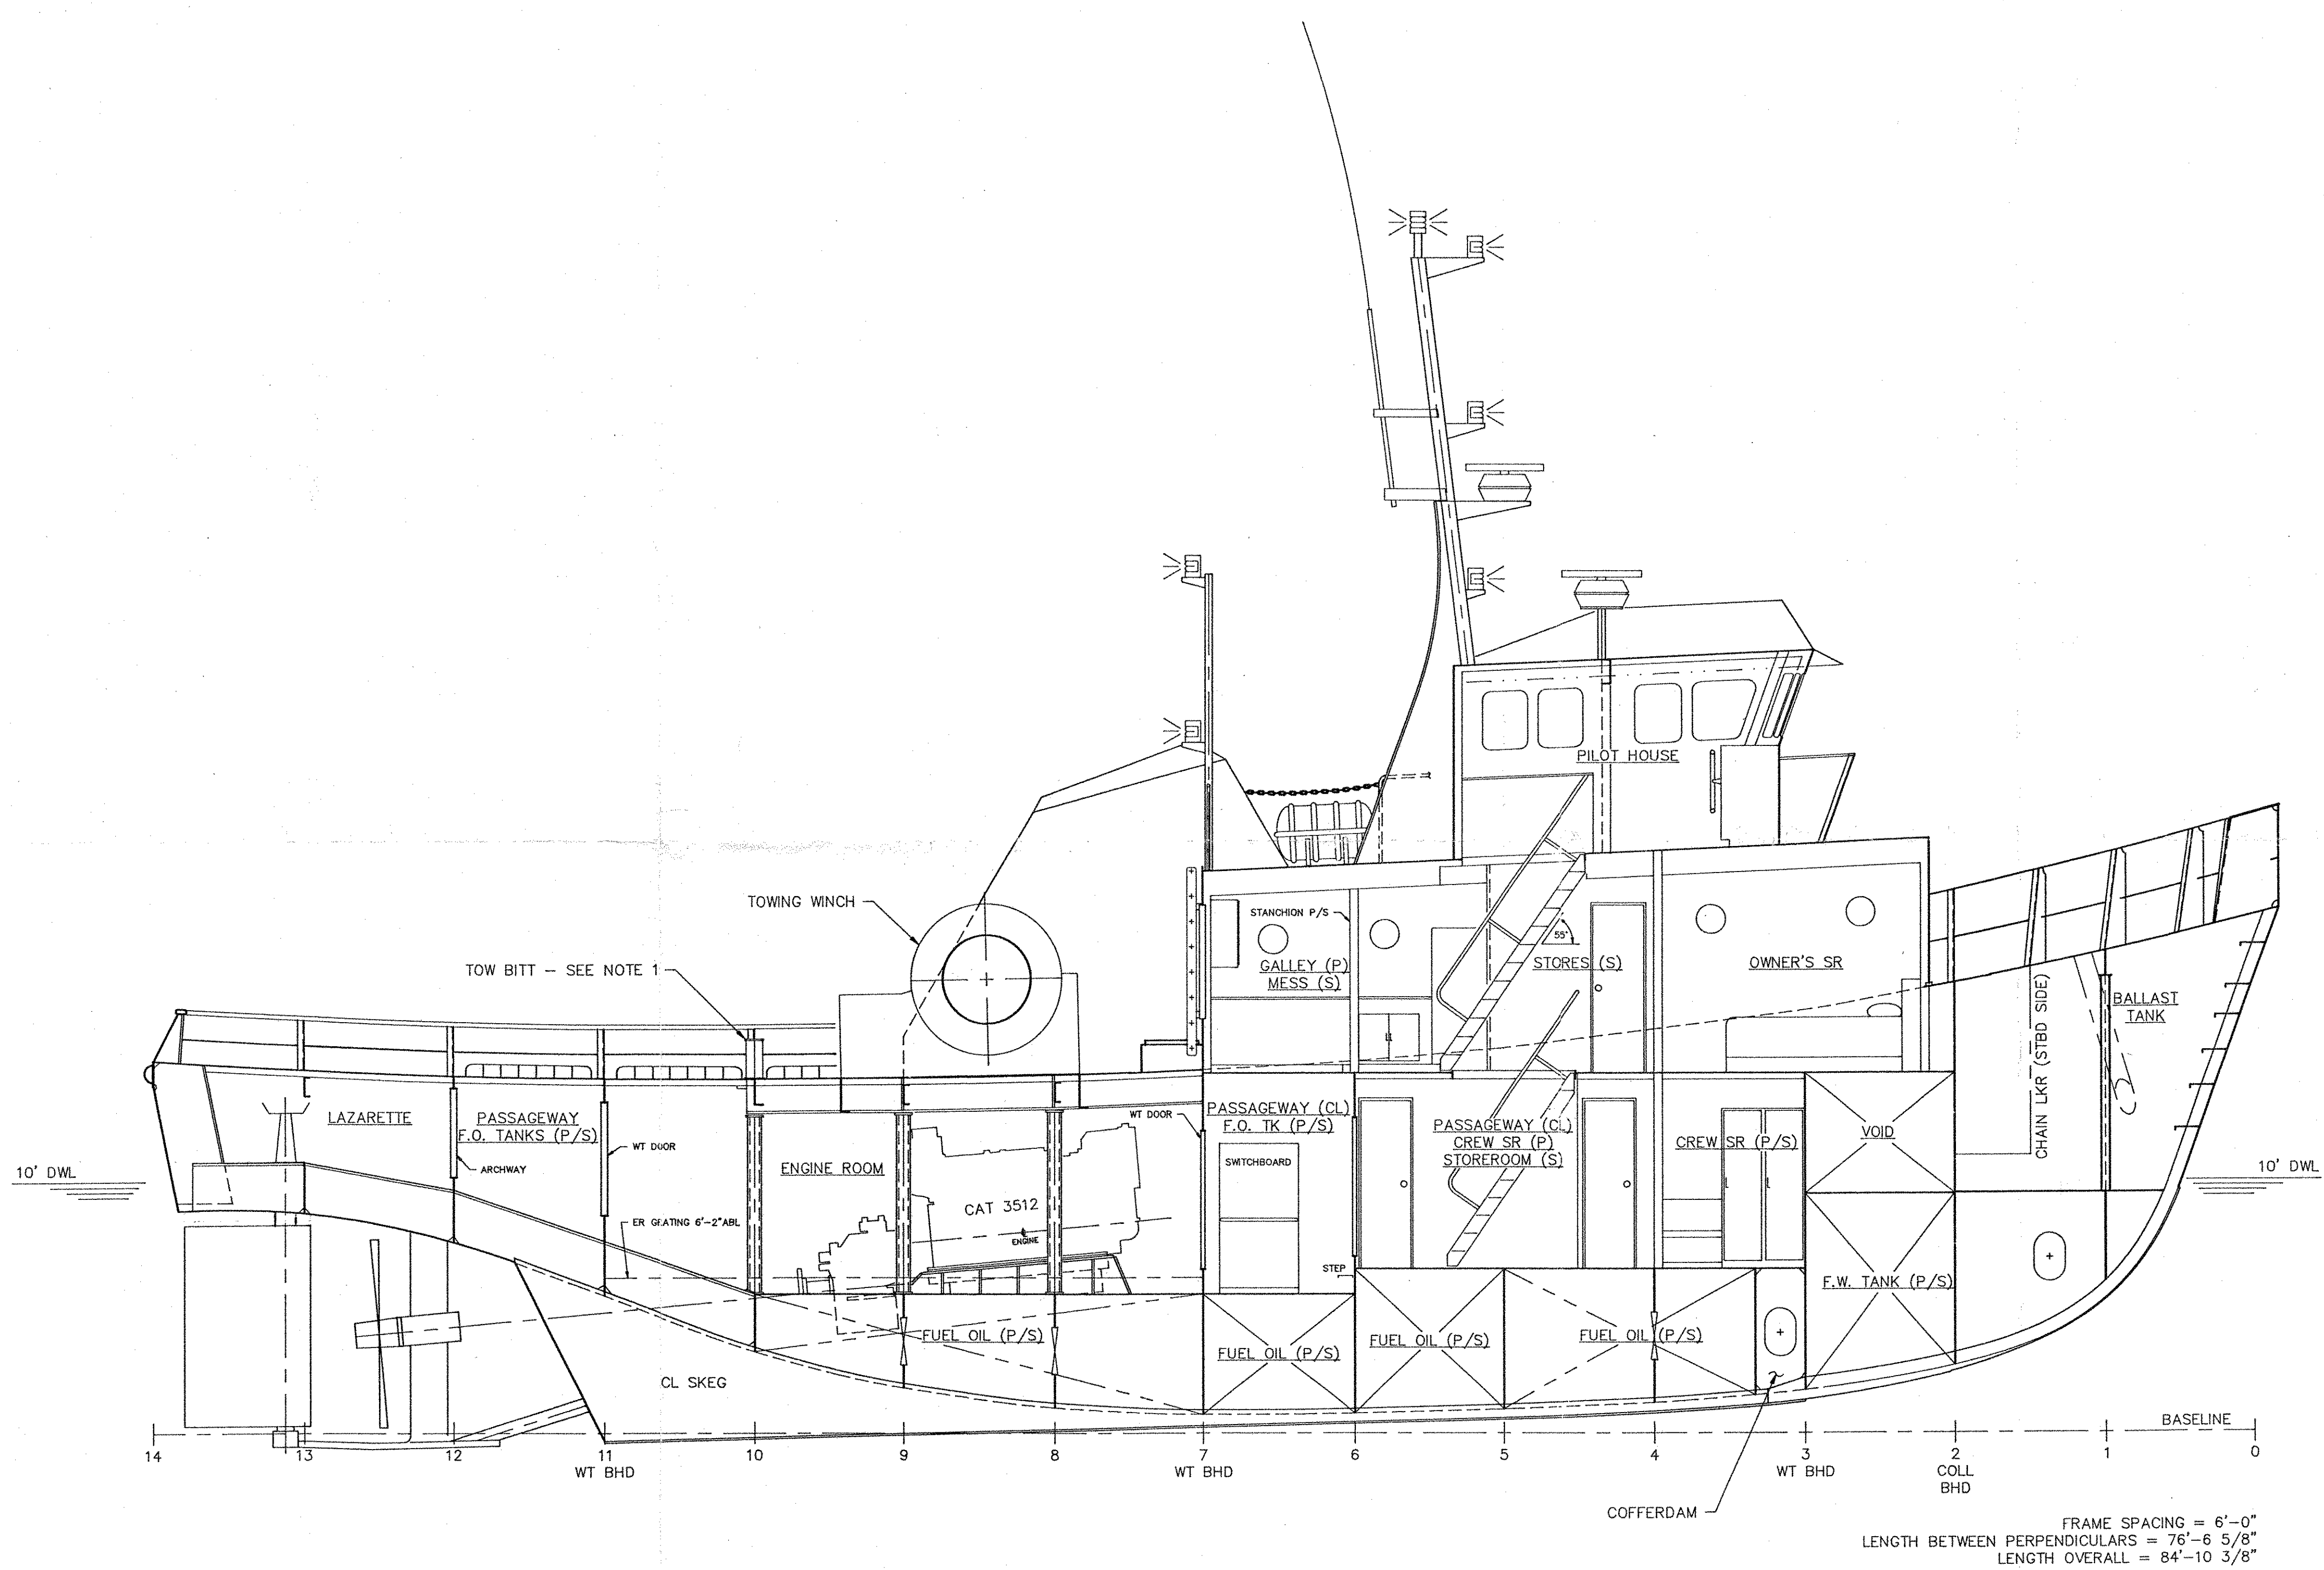 PILOT HOUSE
TOWING WINCH
STANCHION P/S
55°
GALLEY (P)
MESS (S)
STORES (S)
OWNER'S SR
TOW BITT – SEE NOTE 1
CHAIN LKR (STBD SIDE)
BALLAST
TANK
LAZARETTE
PASSAGEWAY
F.O. TANKS (P/S)
WT DOOR
ARCHWAY
ENGINE ROOM
WT DOOR
PASSAGEWAY (CL)
F.O. TK (P/S)
SWITCHBOARD
PASSAGEWAY (CL)
CREW SR (P)
STOREROOM (S)
CREW SR (P/S)
VOID
10' DWL
10' DWL
CAT 3512
ENGINE
ER GRATING 6'-2"ABL
STEP
F.W. TANK (P/S)
FUEL OIL (P/S)
FUEL OIL (P/S)
FUEL OIL (P/S)
FUEL OIL (P/S)
CL SKEG
BASELINE
14 13 12 11 10 9 8 7 6 5 4 3 2 1 0
WT BHD
WT BHD
WT BHD
COLL
BHD
COFFERDAM
FRAME SPACING = 6'-0"
LENGTH BETWEEN PERPENDICULARS = 76'-6 5/8"
LENGTH OVERALL = 84'-10 3/8"